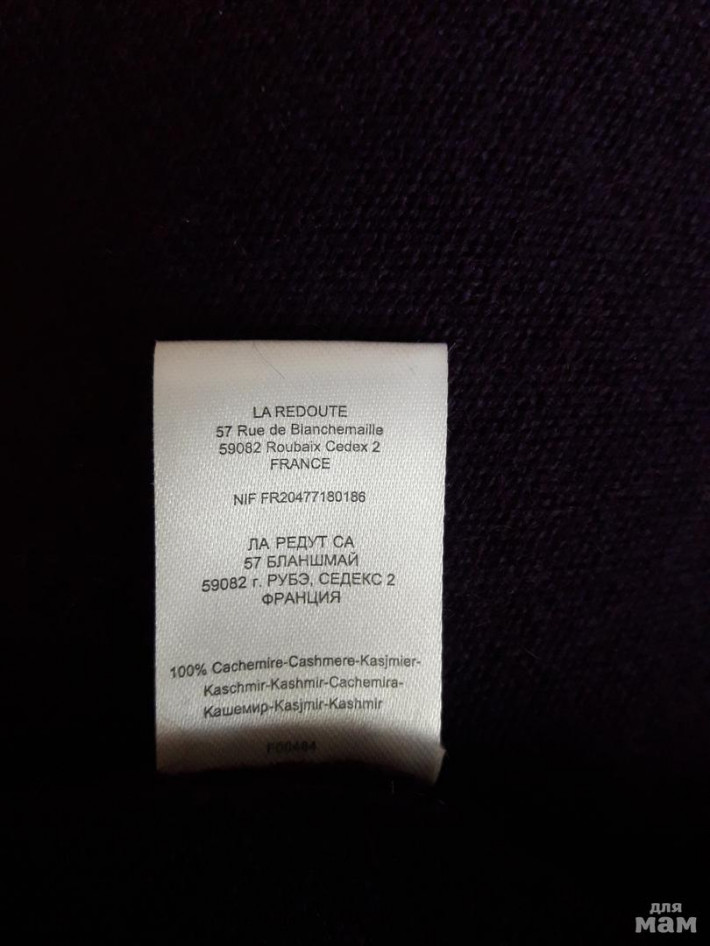 LA REDOUTE
57 Rue de Blanchemaille
59082 Roubaix Cedex 2
FRANCE
NIF FR20477180186
ЛА РЕДУТ СА
57 БЛАНШМАЙ
59082 г. РУБЭ, СЕДЕКС 2
ФРАНЦИЯ
100% Cachemire-Cashmere-Kasjmier-
Kaschmir-Kashmir-Cachemira-
Кашемир-Kasjmir-Kashmir
F00484
для
мам